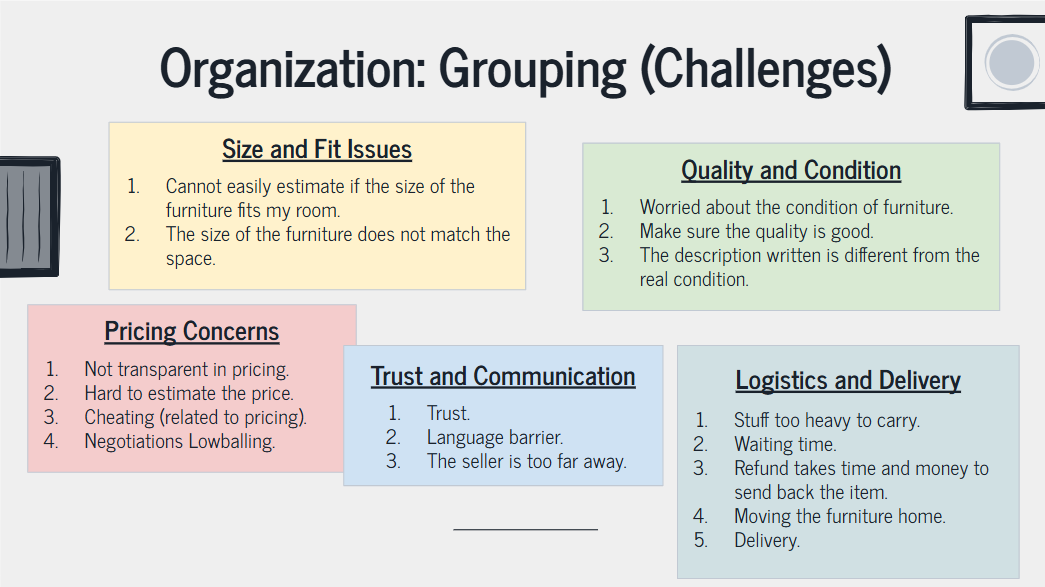 Organization: Grouping (Challenges)
Size and Fit Issues
1. Cannot easily estimate if the size of the
furniture fits my room.
2. The size of the furniture does not match the
space.
Quality and Condition
1. Worried about the condition of furniture.
2. Make sure the quality is good.
3. The description written is different from the
real condition.
Pricing Concerns
1. Not transparent in pricing.
2. Hard to estimate the price.
3. Cheating (related to pricing).
4. Negotiations Lowballing.
Trust and Communication
1. Trust.
2. Language barrier.
3. The seller is too far away.
Logistics and Delivery
1. Stuff too heavy to carry.
2. Waiting time.
3. Refund takes time and money to
send back the item.
4. Moving the furniture home.
5. Delivery.